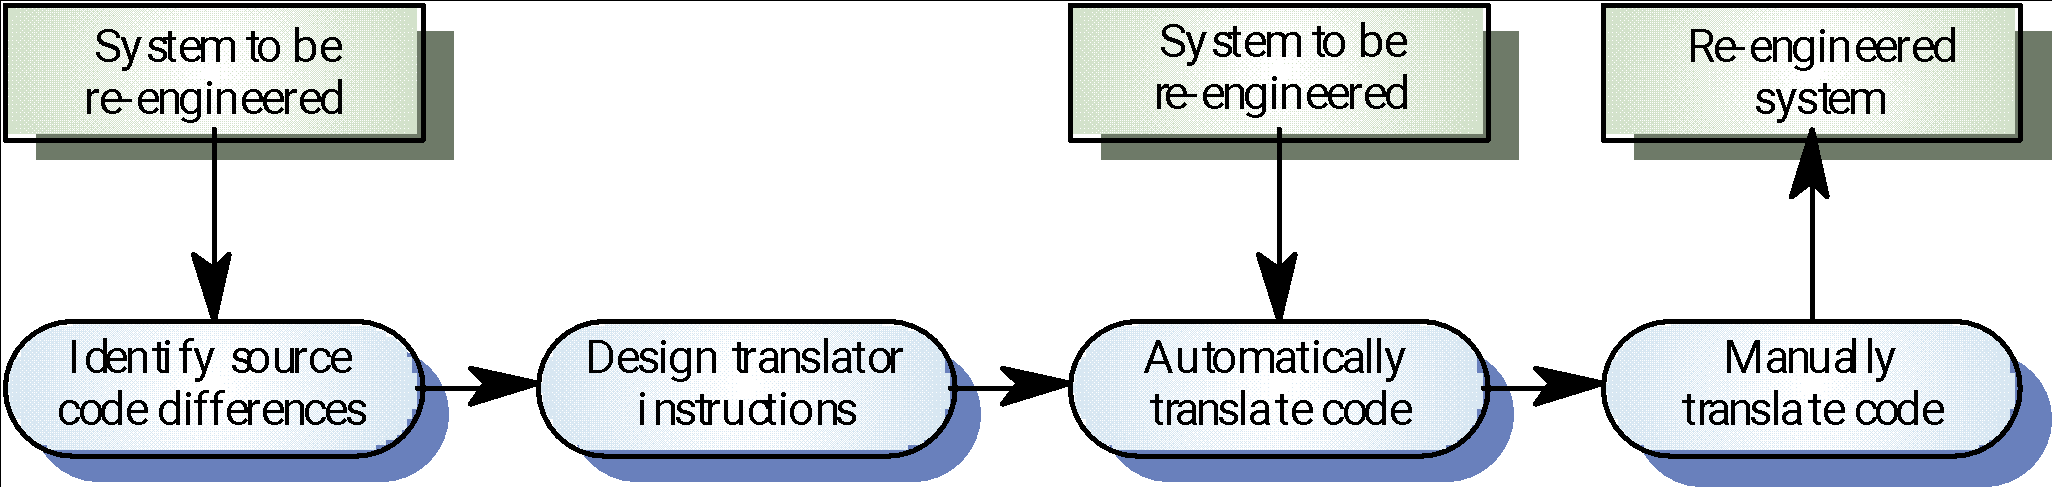 System to be
re-engineered
System to be
re-engineered
Re-engineered
system
Identify source
code differences
Design translator
instructions
Automatically
translate code
Manually
translate code